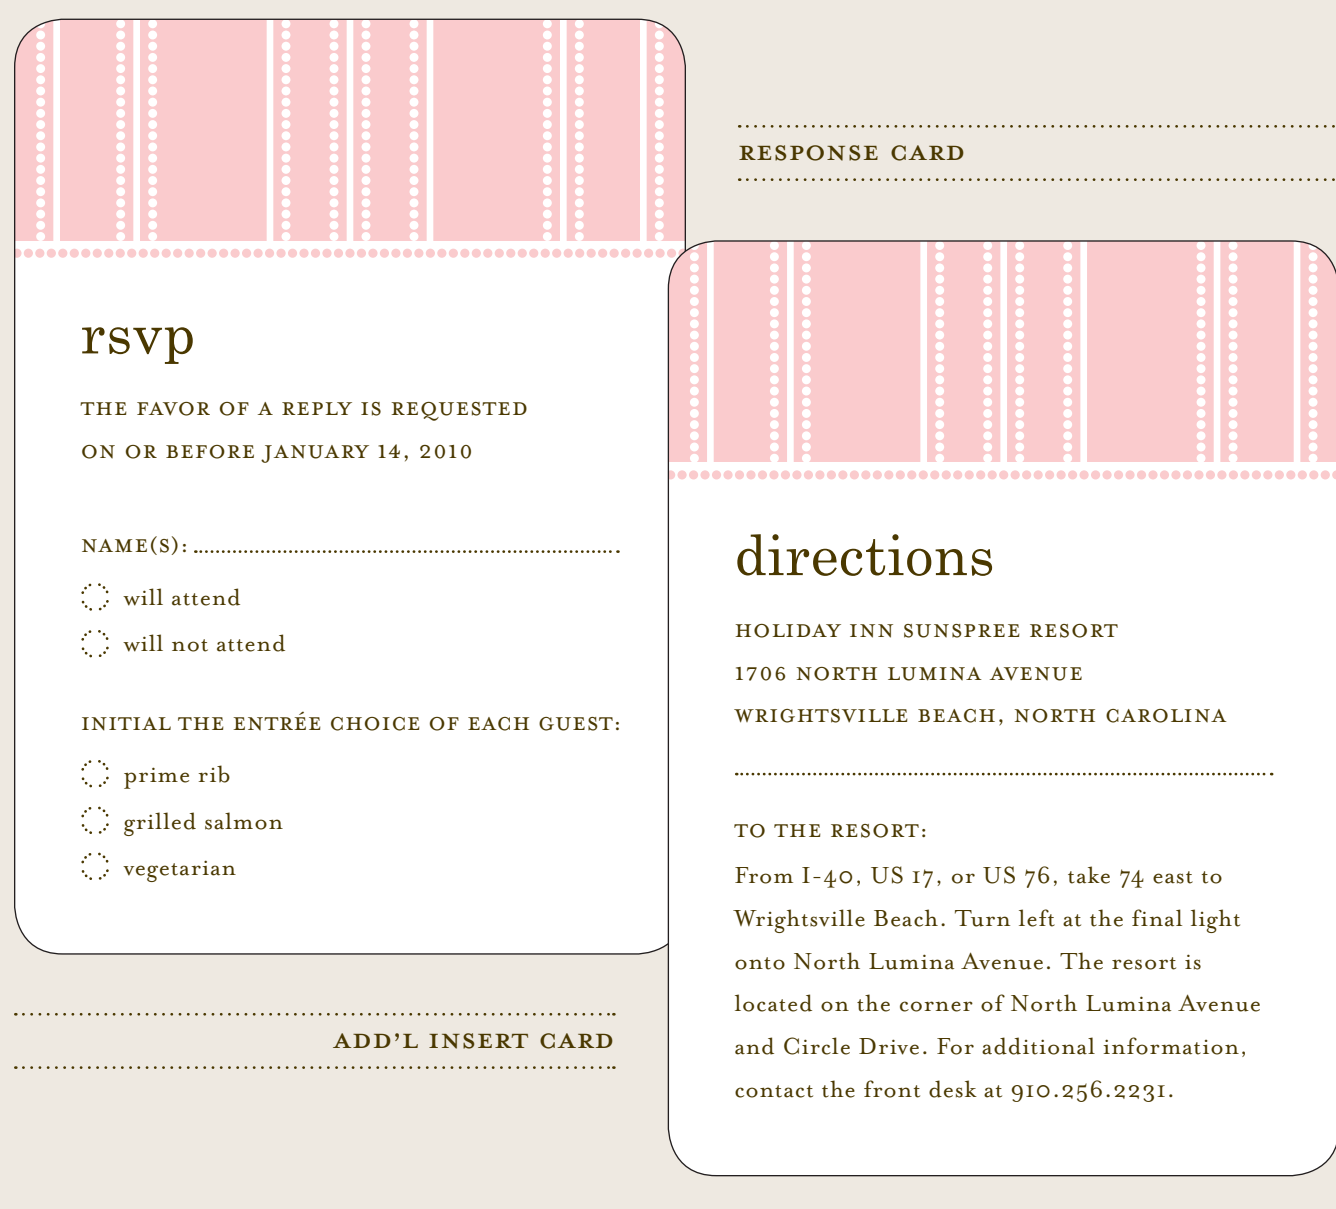 rsvp
THE FAVOR OF A REPLY IS REQUESTED
ON OR BEFORE JANUARY 14, 2010
NAME(S):
will attend
will not attend
INITIAL THE ENTRÉE CHOICE OF EACH GUEST:
prime rib
grilled salmon
vegetarian
ADD'L INSERT CARD
RESPONSE CARD
directions
HOLIDAY INN SUNSPREE RESORT
1706 NORTH LUMINA AVENUE
WRIGHTSVILLE BEACH, NORTH CAROLINA
TO THE RESORT:
From I-40, US 17, or US 76, take 74 east to
Wrightsville Beach. Turn left at the final light
onto North Lumina Avenue. The resort is
located on the corner of North Lumina Avenue
and Circle Drive. For additional information,
contact the front desk at 910.256.2231.